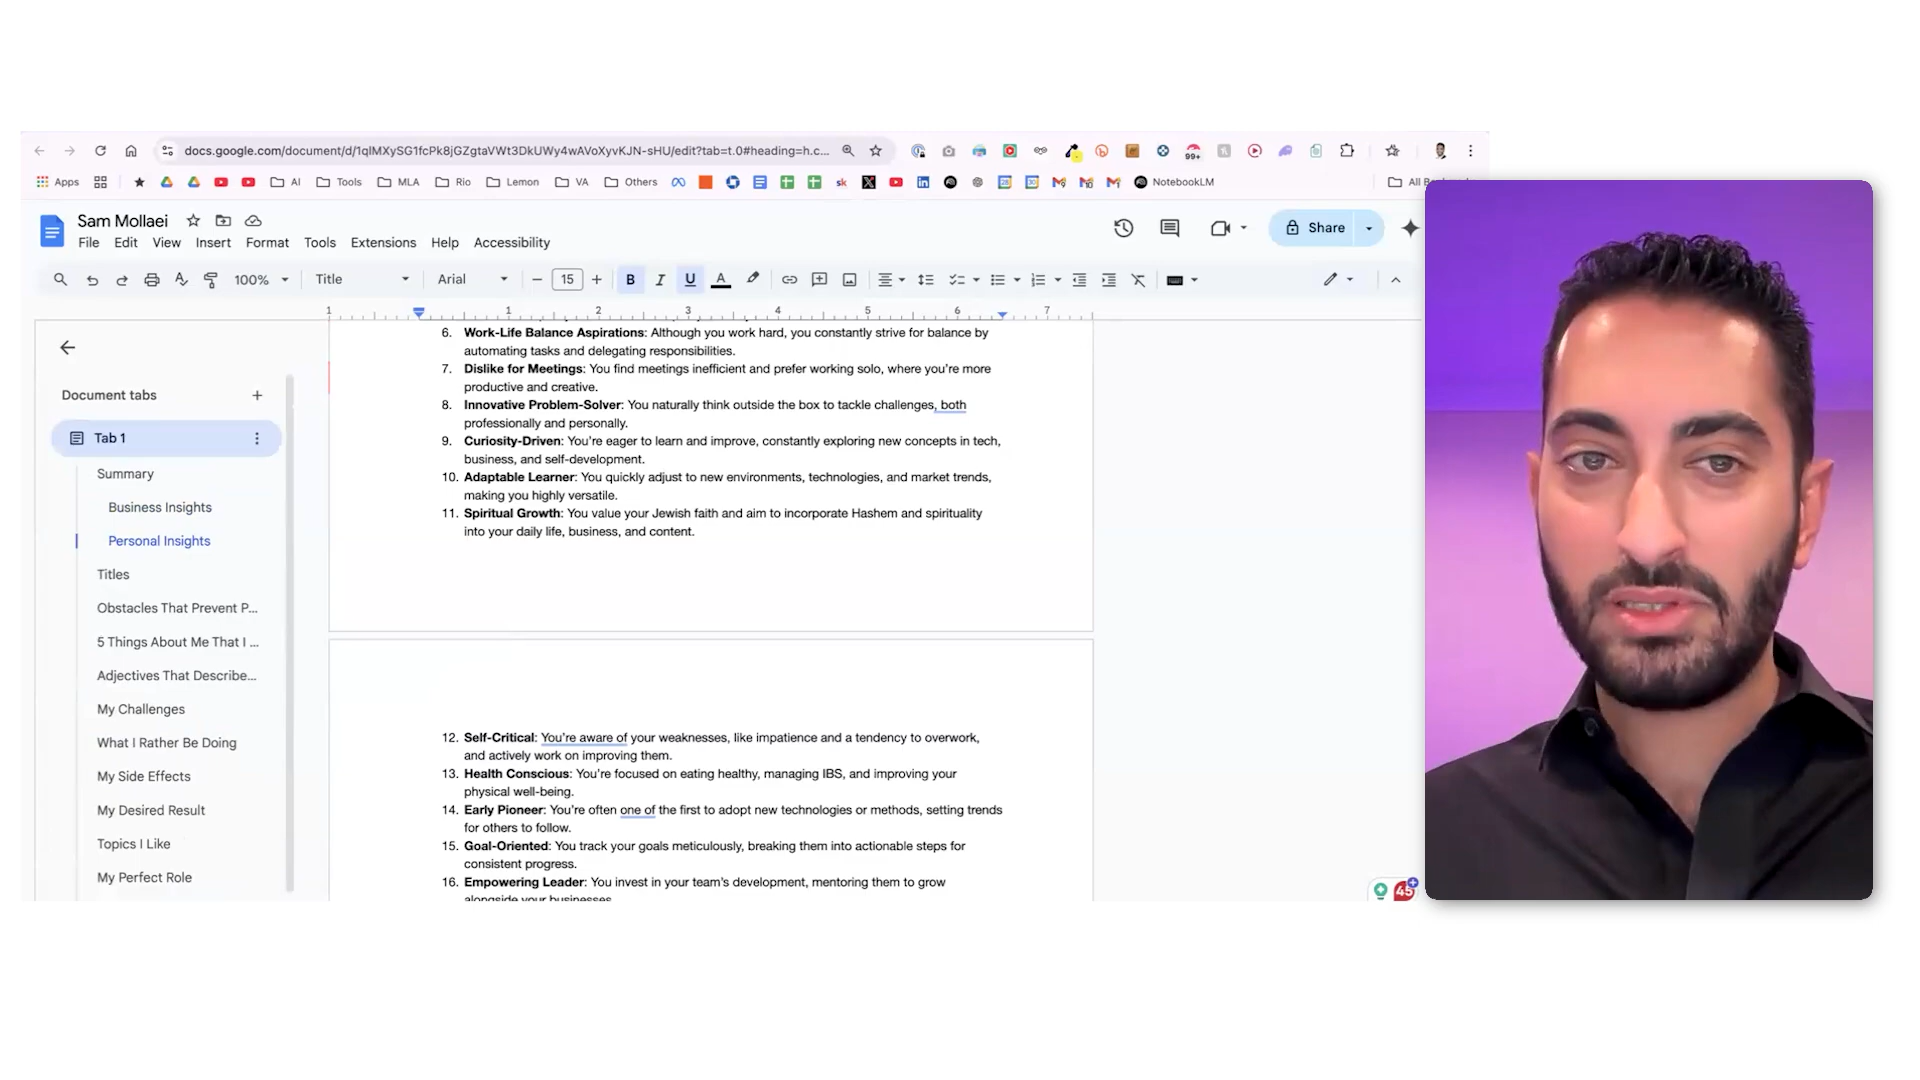 docs.google.com/document/d/1qlMXySG1fcPk8jGZgtaVWt3DkUWy4wAVoXyvKJN-sHU/edit?tab=t.0#heading=h.c...
99+
Apps AI Tools MLA Rio Lemon VA Others sk NotebookLM
Sam Mollaei
Share
File Edit View Insert Format Tools Extensions Help Accessibility
100% Title Arial 15 B I U A
1 1 2 3 4 5 6 7
Document tabs
Tab 1
Summary
Business Insights
Personal Insights
Titles
Obstacles That Prevent P...
5 Things About Me That I ...
Adjectives That Describe...
My Challenges
What I Rather Be Doing
My Side Effects
My Desired Result
Topics I Like
My Perfect Role
6. Work-Life Balance Aspirations: Although you work hard, you constantly strive for balance by
automating tasks and delegating responsibilities.
7. Dislike for Meetings: You find meetings inefficient and prefer working solo, where you're more
productive and creative.
8. Innovative Problem-Solver: You naturally think outside the box to tackle challenges, both
professionally and personally.
9. Curiosity-Driven: You're eager to learn and improve, constantly exploring new concepts in tech,
business, and self-development.
10. Adaptable Learner: You quickly adjust to new environments, technologies, and market trends,
making you highly versatile.
11. Spiritual Growth: You value your Jewish faith and aim to incorporate Hashem and spirituality
into your daily life, business, and content.
12. Self-Critical: You're aware of your weaknesses, like impatience and a tendency to overwork,
and actively work on improving them.
13. Health Conscious: You're focused on eating healthy, managing IBS, and improving your
physical well-being.
14. Early Pioneer: You're often one of the first to adopt new technologies or methods, setting trends
for others to follow.
15. Goal-Oriented: You track your goals meticulously, breaking them into actionable steps for
consistent progress.
16. Empowering Leader: You invest in your team's development, mentoring them to grow
alongside your businesses.
45